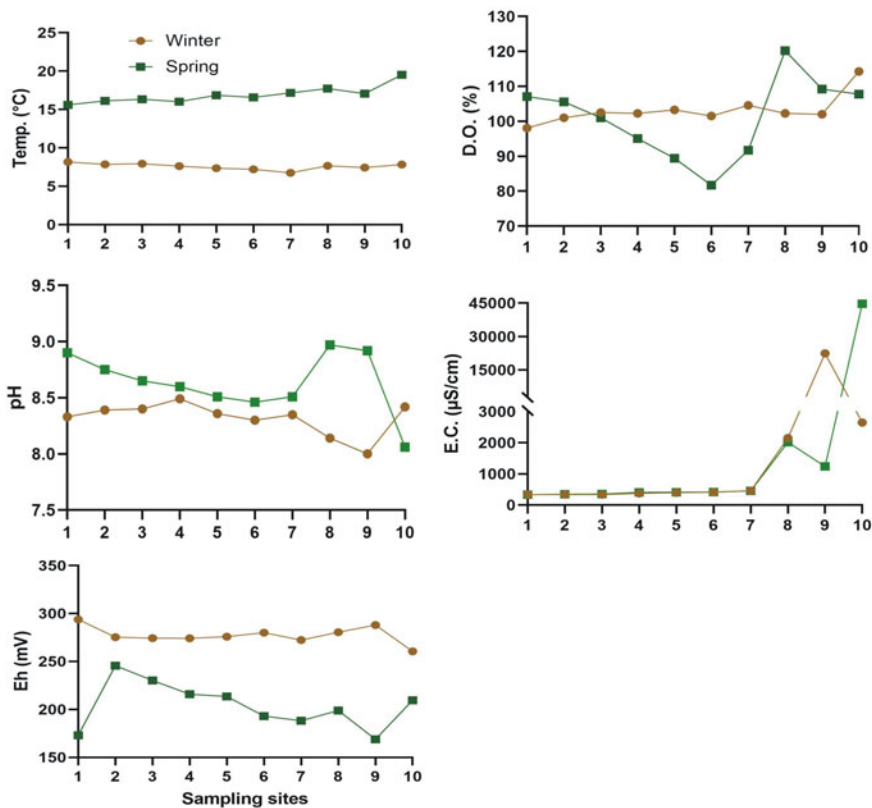 Winter
Spring
Temp. (°C)
25
20
15
10
5
0
1 2 3 4 5 6 7 8 9 10
D.O. (%)
130
120
110
100
90
80
70
1 2 3 4 5 6 7 8 9 10
pH
9.5
9.0
8.5
8.0
7.5
1 2 3 4 5 6 7 8 9 10
E.C. (µS/cm)
45000
30000
15000
3000
2000
1000
0
1 2 3 4 5 6 7 8 9 10
Eh (mV)
350
300
250
200
150
1 2 3 4 5 6 7 8 9 10
Sampling sites